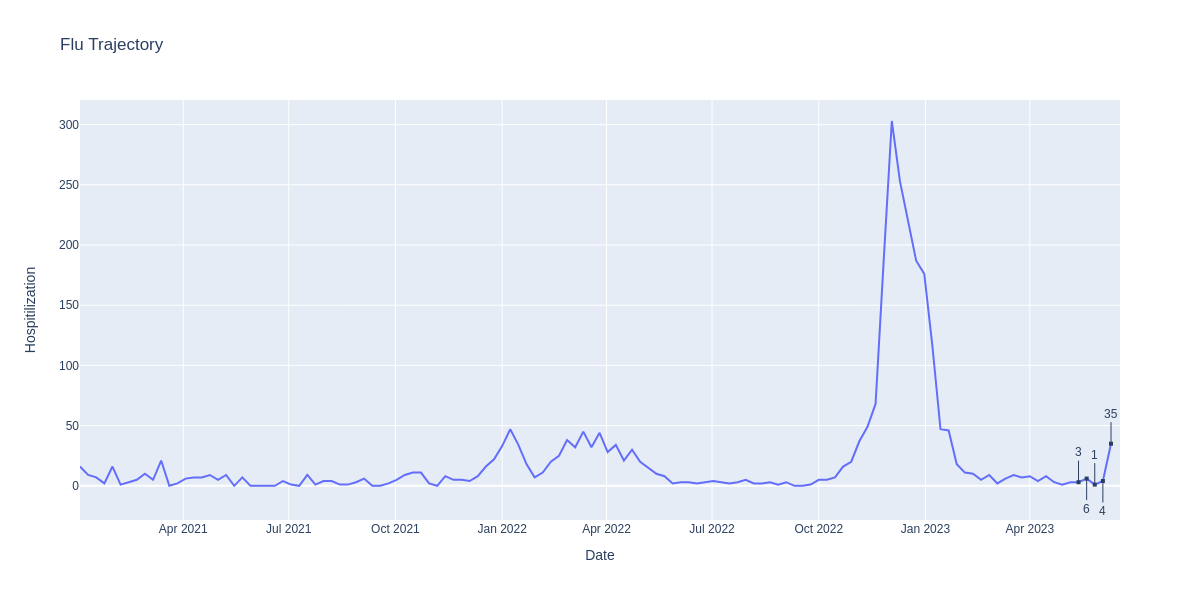 Flu Trajectory
300
250
200
150
100
50
0
Hospitilization
35
3
1
6
4
Apr 2021
Jul 2021
Oct 2021
Jan 2022
Apr 2022
Jul 2022
Oct 2022
Jan 2023
Apr 2023
Date